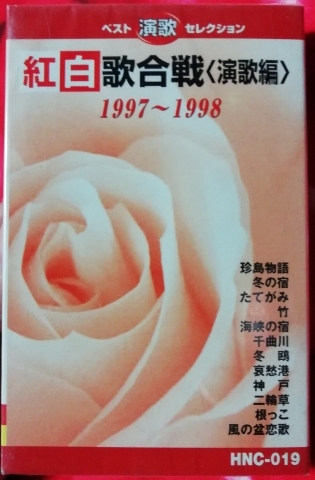 ベスト演歌セレクション
紅白歌合戦〈演歌編〉
1997～1998
珍島物語
冬の宿
たてがみ
竹
海峡の宿
千曲川
冬鴎
哀愁港
神戸
二輪草
根っこ
風の盆恋歌
HNC-019